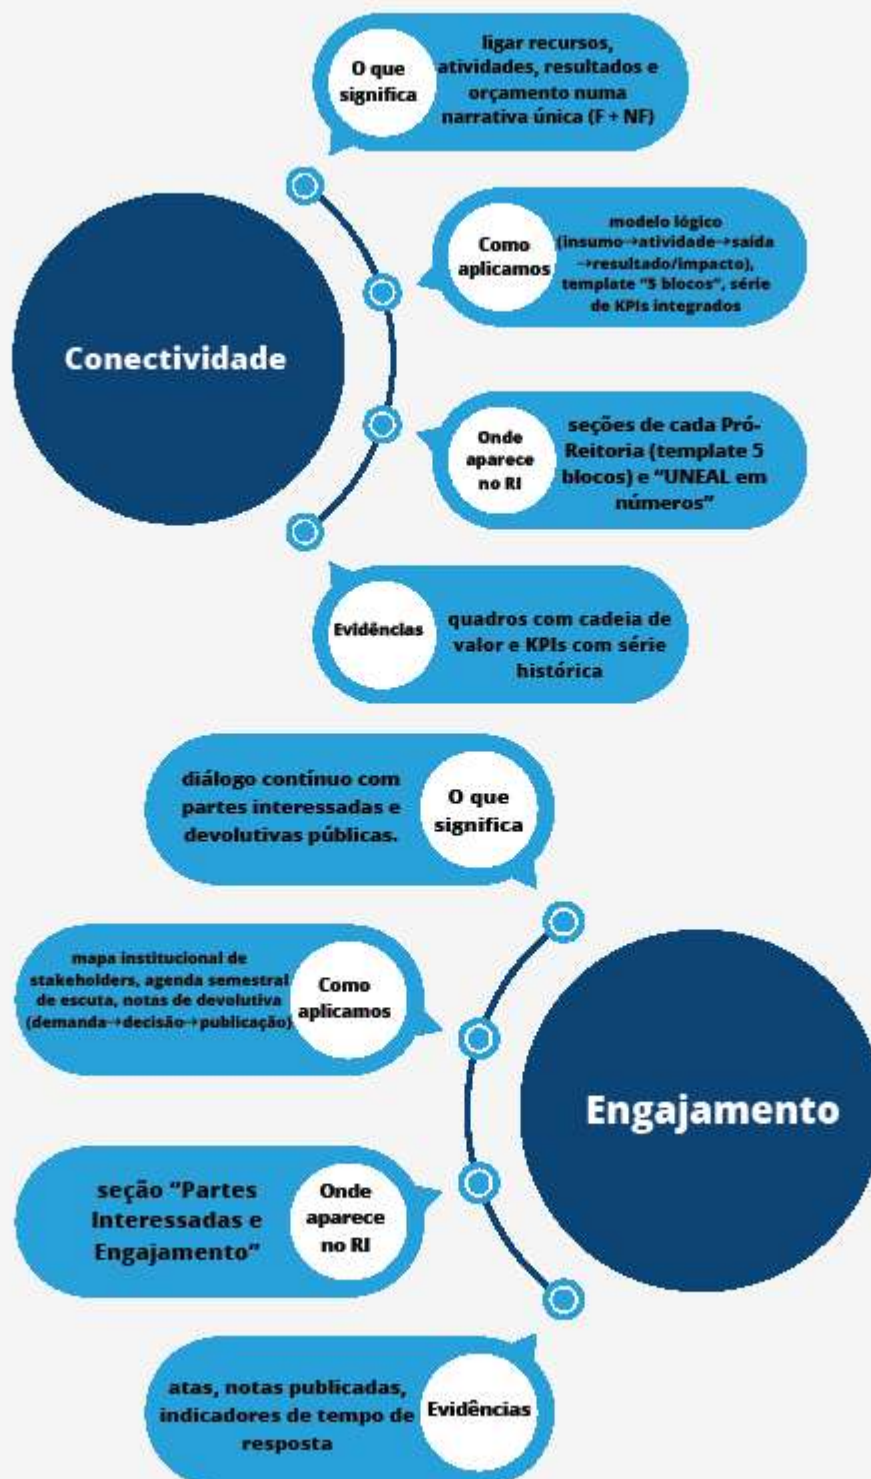 O que
significa
ligar recursos,
atividades, resultados e
orçamento numa
narrativa única (F + NF)
Conectividade
Como
aplicamos
modelo lógico
(insumo→atividade→saída
→resultado/impacto),
template "5 blocos", série
de KPIs integrados
Onde
aparece
no RI
seções de cada Pró-
Reitoria (template 5
blocos) e "UNEAL em
números"
Evidências
quadros com cadeia de
valor e KPIs com série
histórica
diálogo contínuo com
partes interessadas e
devolutivas públicas.
O que
significa
mapa institucional de
stakeholders, agenda semestral
de escuta, notas de devolutiva
(demanda→decisão→publicação)
Como
aplicamos
Engajamento
seção "Partes
Interessadas e
Engajamento"
Onde
aparece
no RI
atas, notas publicadas,
indicadores de tempo de
resposta
Evidências